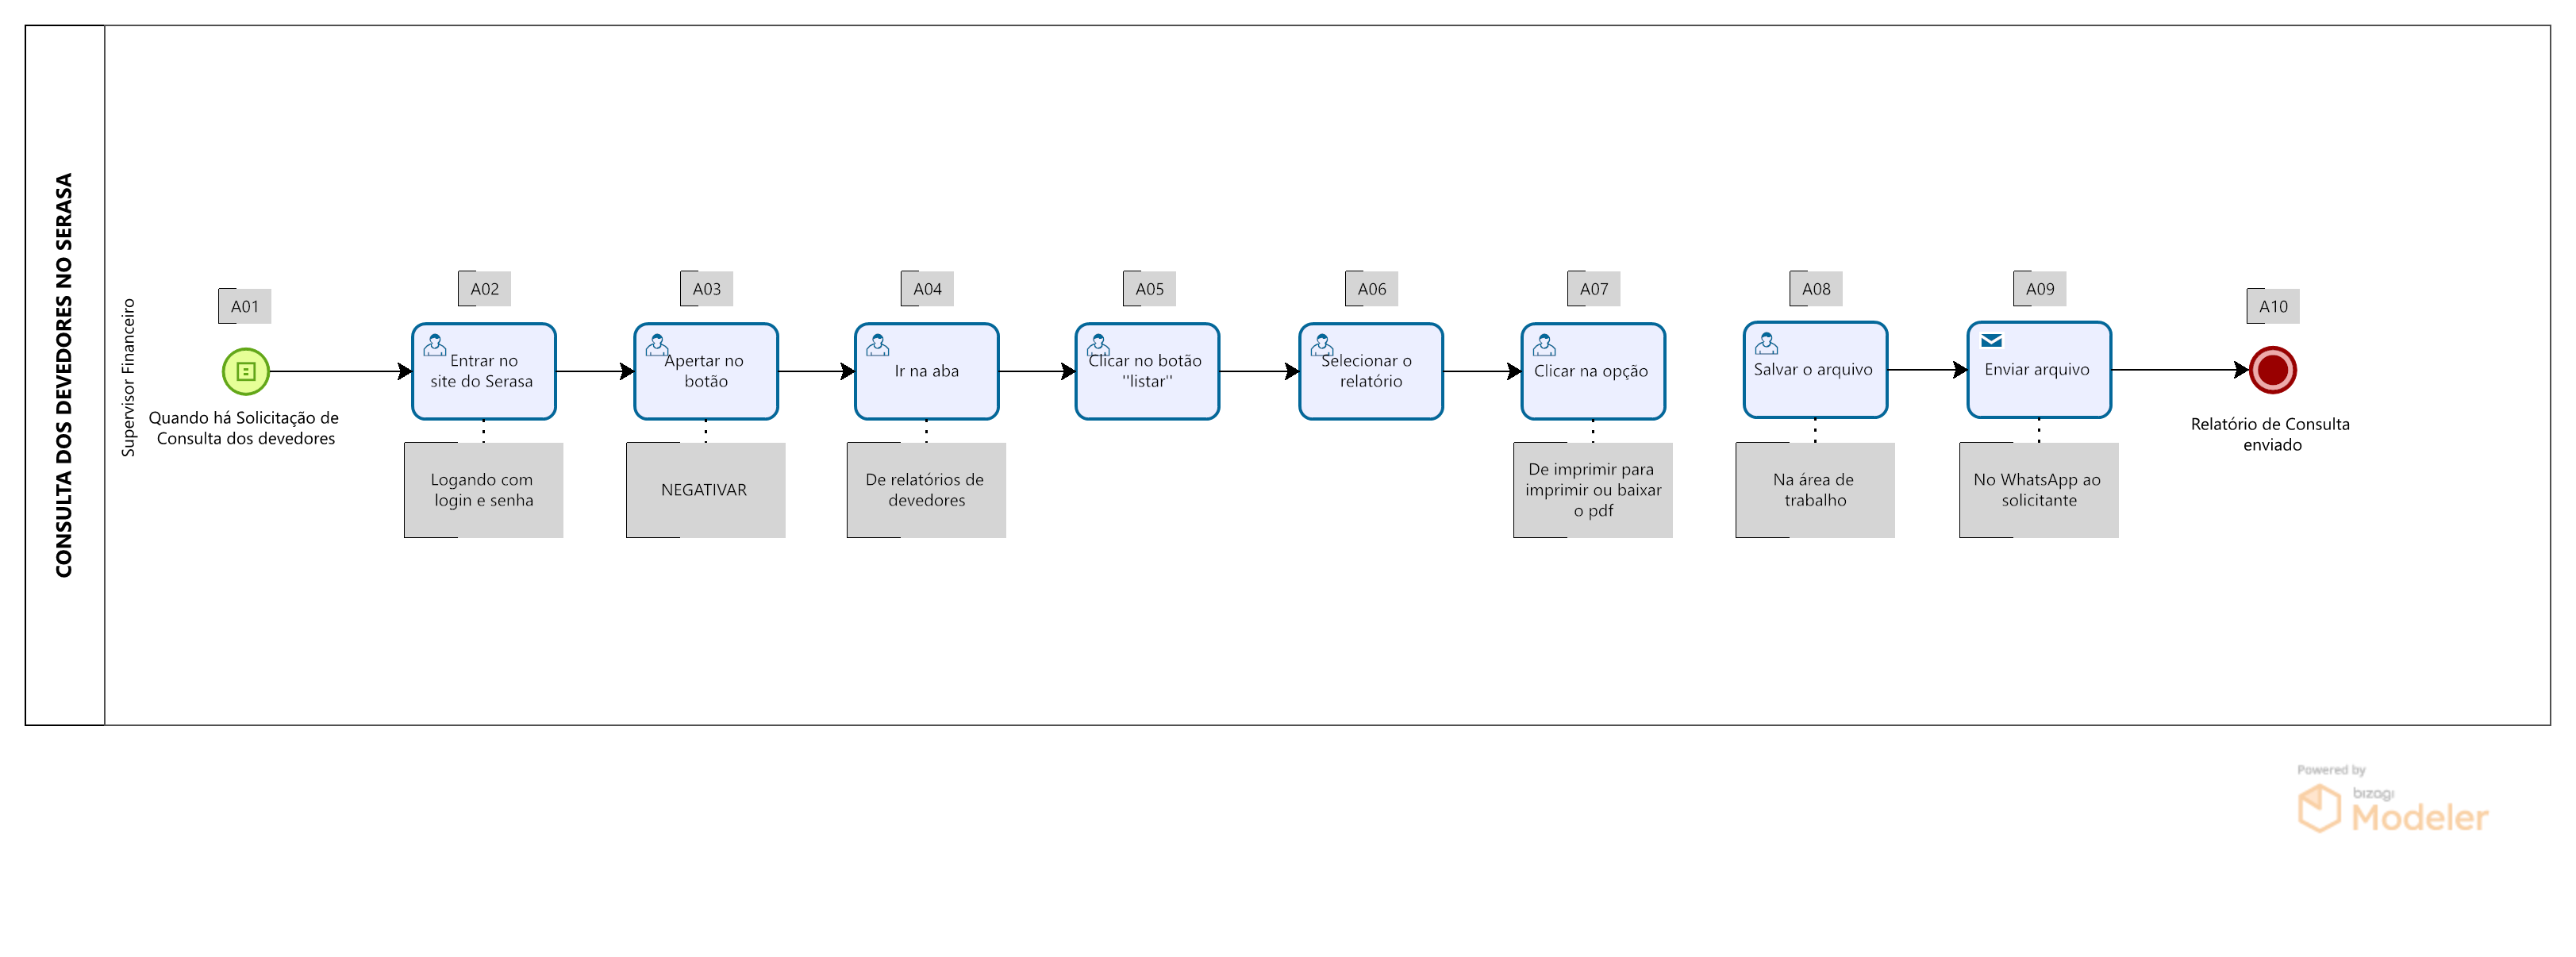 CONSULTA DOS DEVEDORES NO SERASA
Supervisor Financeiro
A01
Quando há Solicitação de
Consulta dos devedores
A02
Entrar no
site do Serasa
Logando com
login e senha
A03
Apertar no
botão
NEGATIVAR
A04
Ir na aba
De relatórios de
devedores
A05
Clicar no botão
"listar"
A06
Selecionar o
relatório
A07
Clicar na opção
De imprimir para
imprimir ou baixar
o pdf
A08
Salvar o arquivo
Na área de
trabalho
A09
Enviar arquivo
No WhatsApp ao
solicitante
A10
Relatório de Consulta
enviado
Powered by
bizagi
Modeler